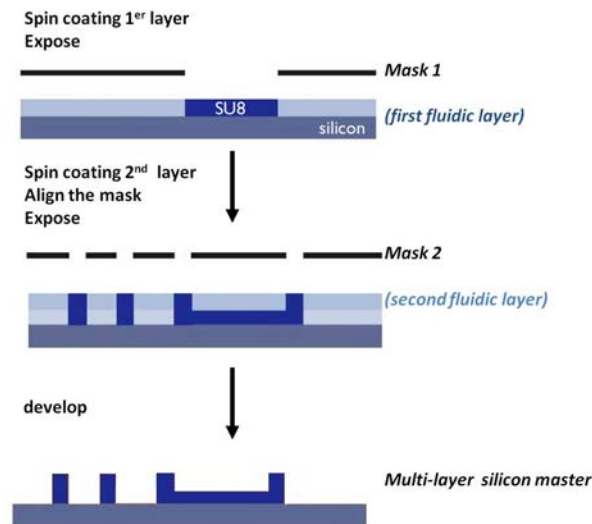 Spin coating 1er layer
Expose
Mask 1
SU8
(first fluidic layer)
silicon
Spin coating 2nd layer
Align the mask
Expose
Mask 2
(second fluidic layer)
develop
Multi-layer silicon master